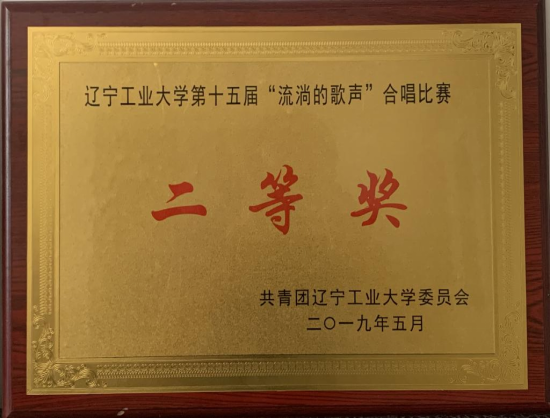 辽宁工业大学第十五届“流淌的歌声”合唱比赛
二等奖
共青团辽宁工业大学委员会
二〇一九年五月